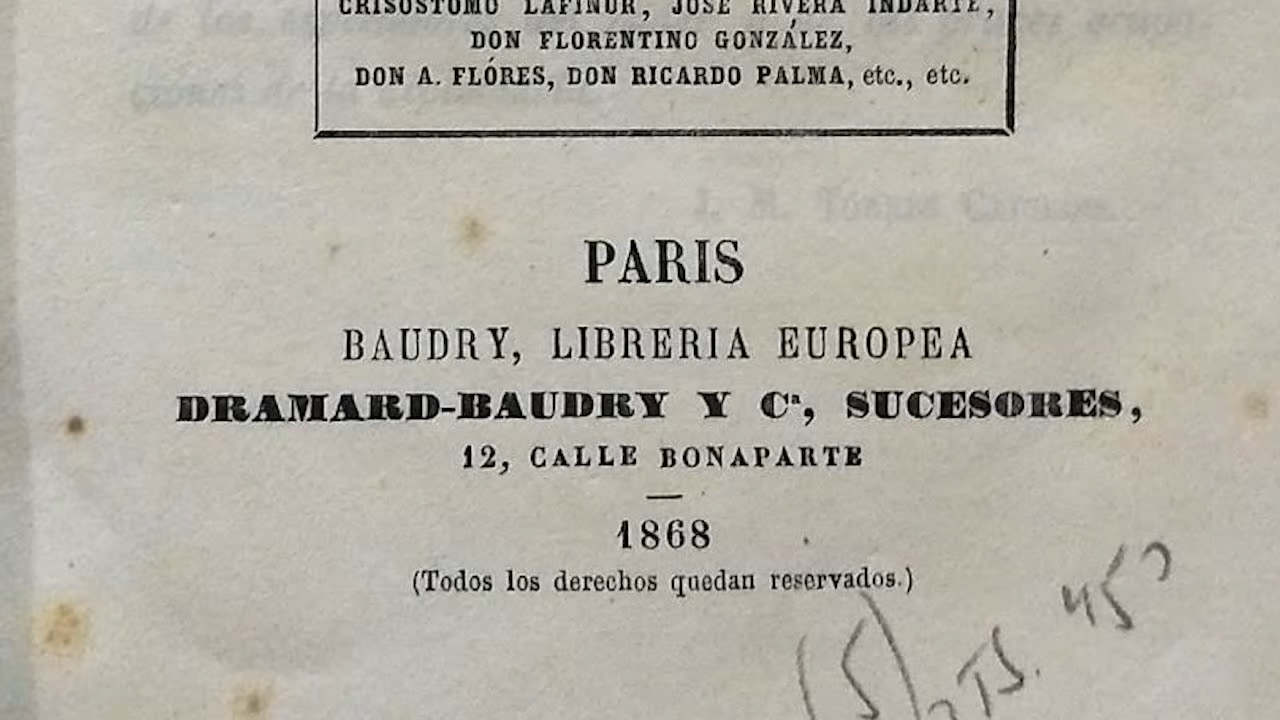 CRISÓSTOMO LAFINUR, JOSÉ RIVERA INDARTE,
DON FLORENTINO GONZÁLEZ,
DON A. FLÓRES, DON RICARDO PALMA, etc., etc.
PARIS
BAUDRY, LIBRERIA EUROPEA
DRAMARD-BAUDRY Y Cª, SUCESORES,
12, CALLE BONAPARTE
1868
(Todos los derechos quedan reservados.)